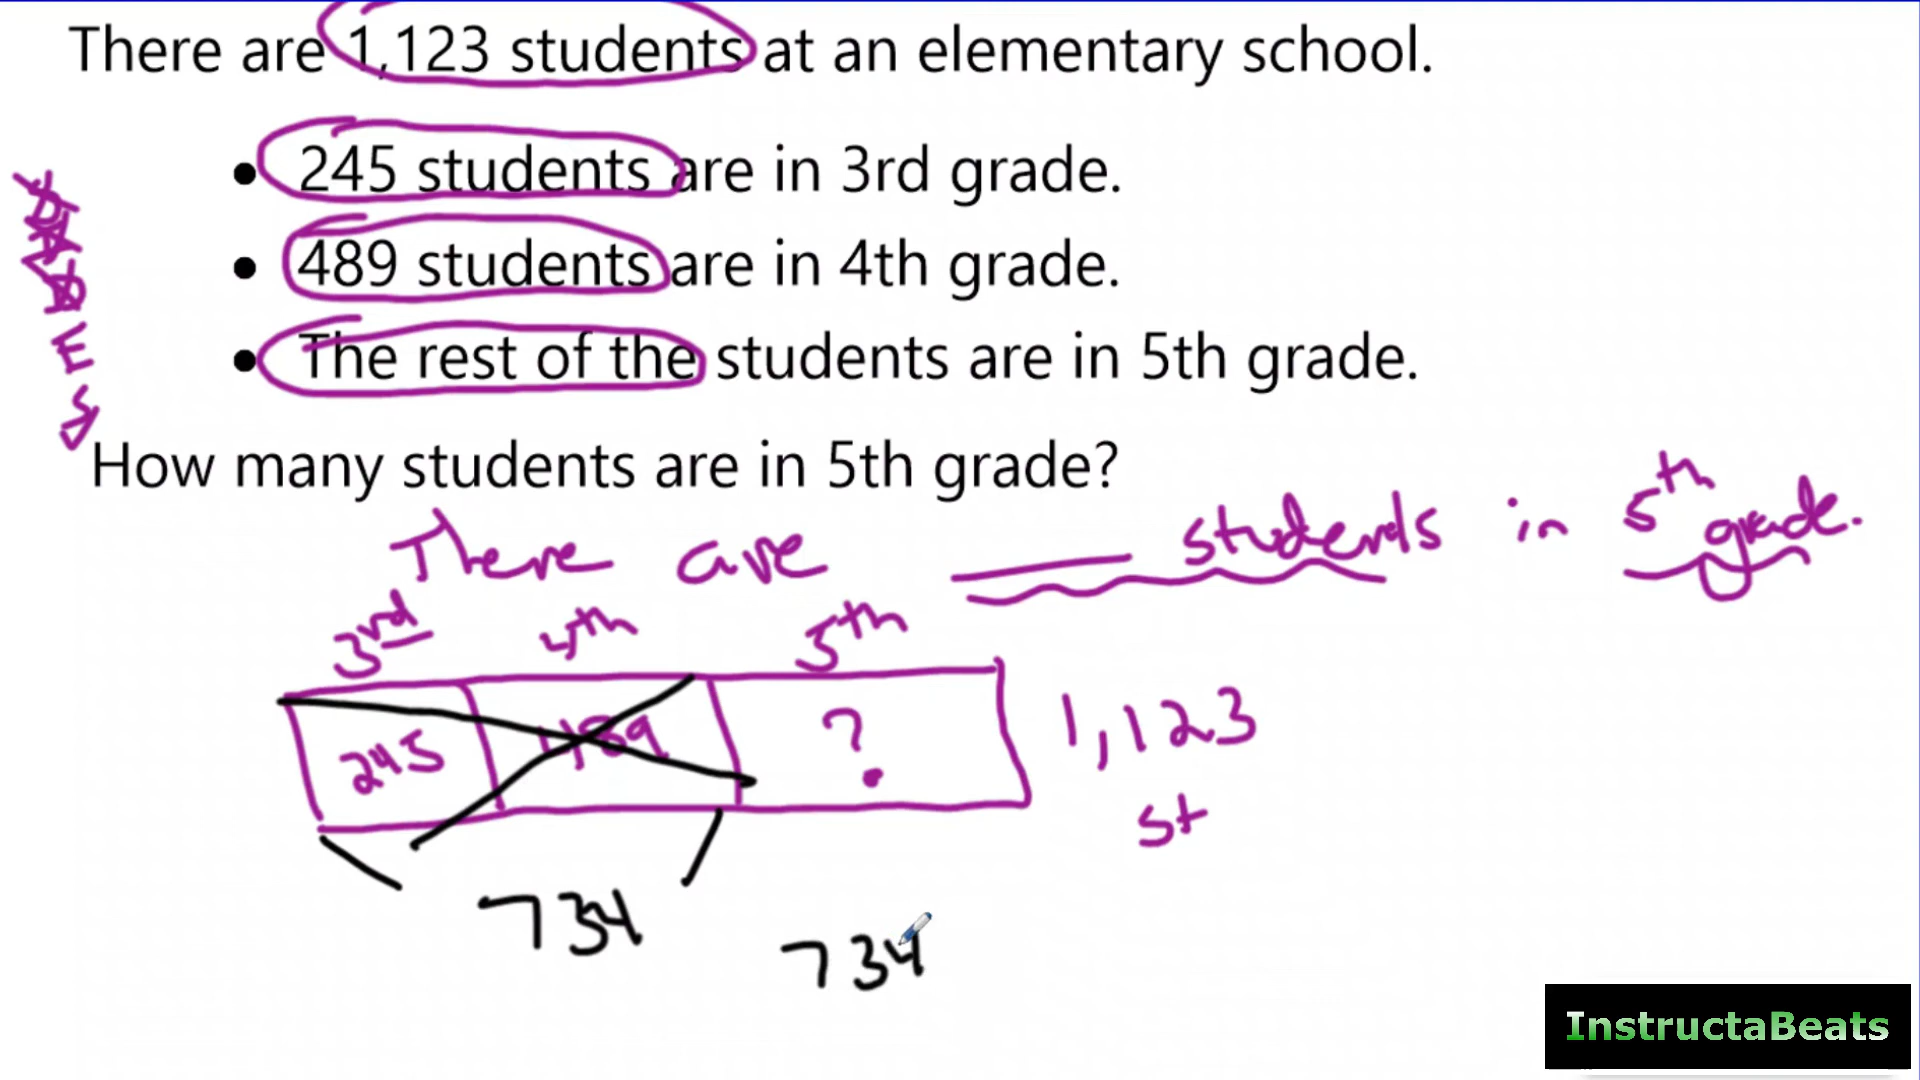 There are 1,123 students at an elementary school.
• 245 students are in 3rd grade.
• 489 students are in 4th grade.
• The rest of the students are in 5th grade.
E
S
How many students are in 5th grade?
There are ____ students in 5th grade.
3rd 4th 5th
245 489 ? 1,123
st
734 734
InstructaBeats